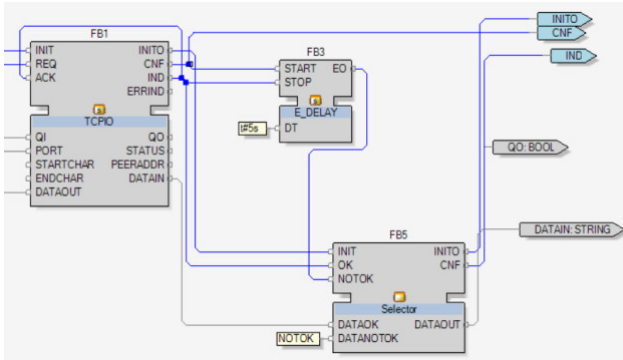 INITO
CNF
IND
FB1
INIT INITO
REQ CNF
ACK IND
ERRIND
TCPIO
QI QO
PORT STATUS
STARTCHAR PEERADDR
ENDCHAR DATAIN
DATAOUT
FB3
START EO
STOP
E_DELAY
t#5s DT
QO: BOOL
DATAIN: STRING
FB5
INIT INITO
OK CNF
NOTOK
Selector
DATAOK DATAOUT
NOTOK DATANOTOK